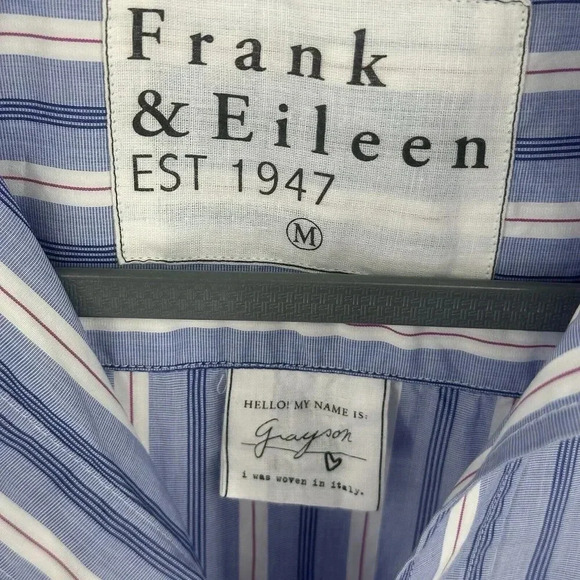 Frank
& Eileen
EST 1947
M
HELLO! MY NAME IS:
Grayson
i was woven in italy.